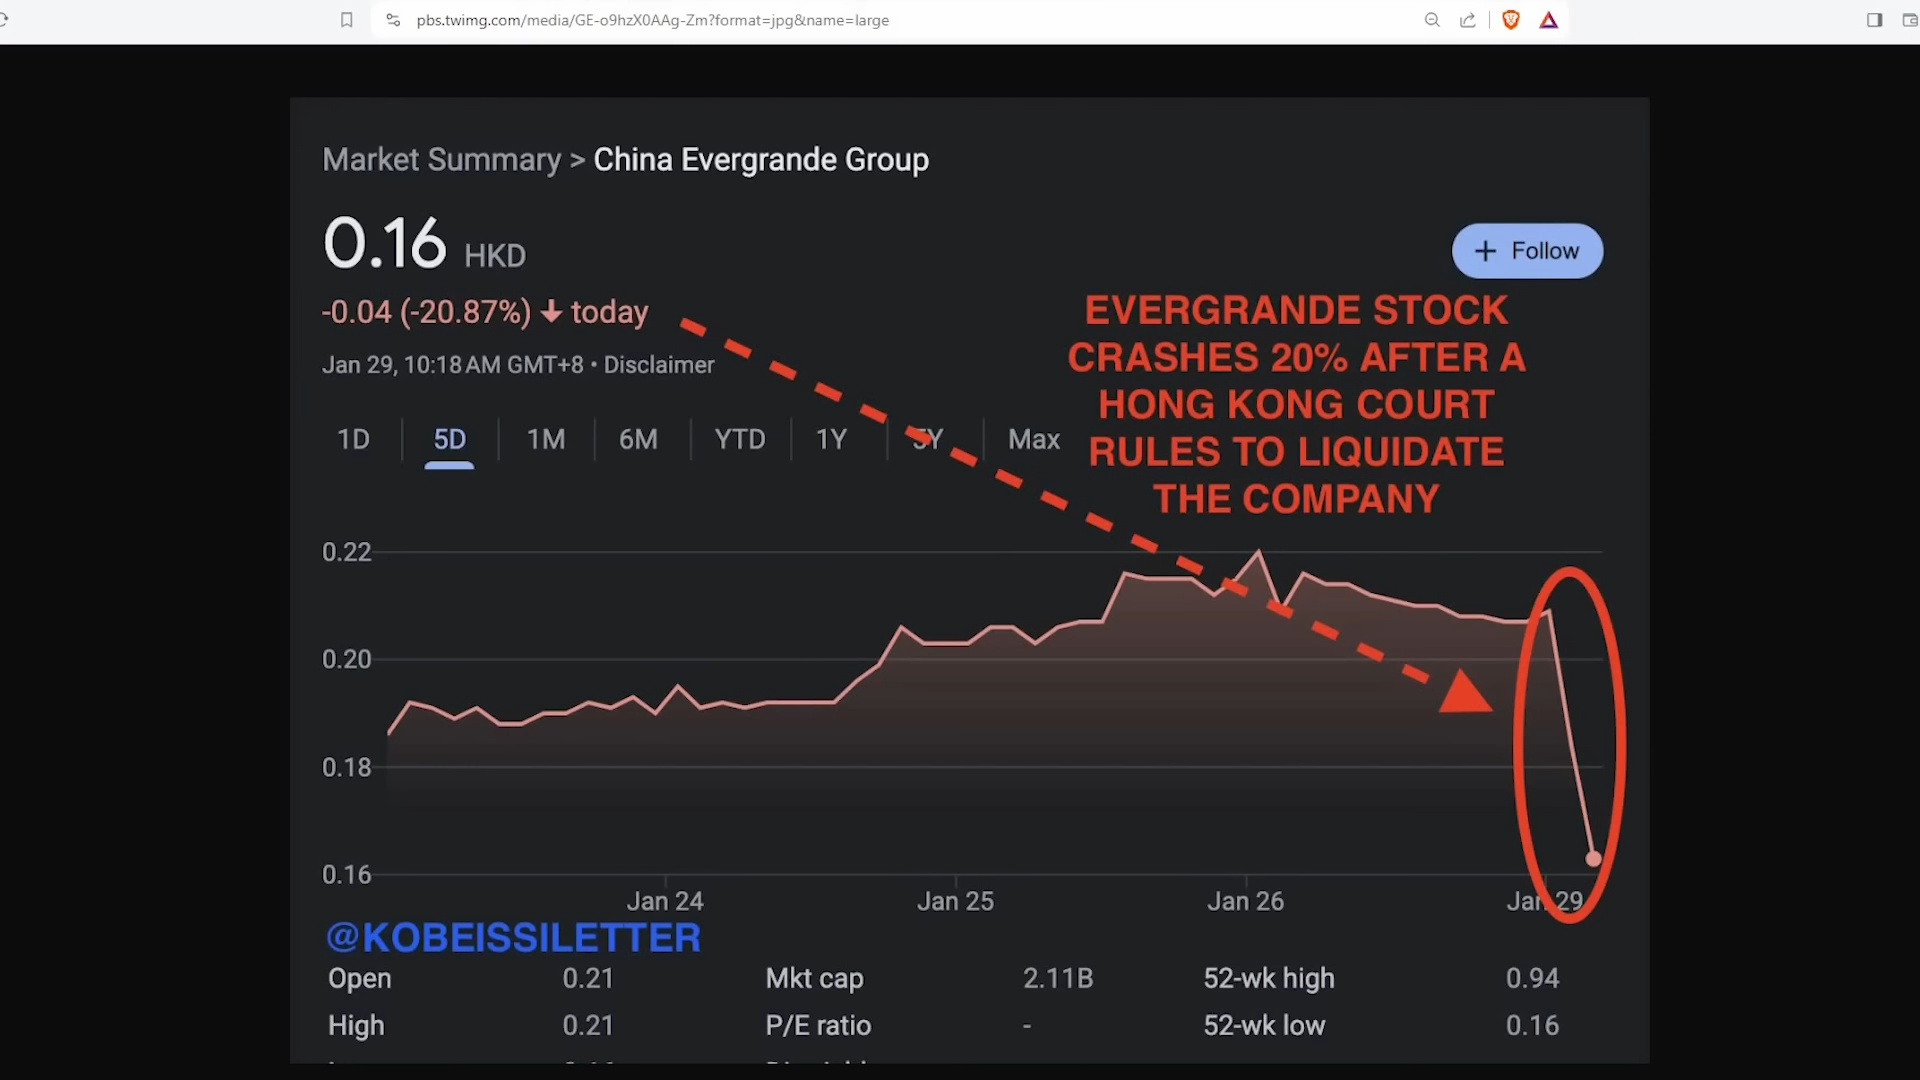 pbs.twimg.com/media/GE-o9hzX0AAg-Zm?format=jpg&name=large
Market Summary > China Evergrande Group
0.16 HKD
+ Follow
-0.04 (-20.87%) ↓ today
Jan 29, 10:18 AM GMT+8 • Disclaimer
EVERGRANDE STOCK
CRASHES 20% AFTER A
HONG KONG COURT
RULES TO LIQUIDATE
THE COMPANY
1D 5D 1M 6M YTD 1Y 5Y Max
0.22
0.20
0.18
0.16
Jan 24 Jan 25 Jan 26 Jan 29
@KOBEISSILETTER
Open 0.21 Mkt cap 2.11B 52-wk high 0.94
High 0.21 P/E ratio - 52-wk low 0.16